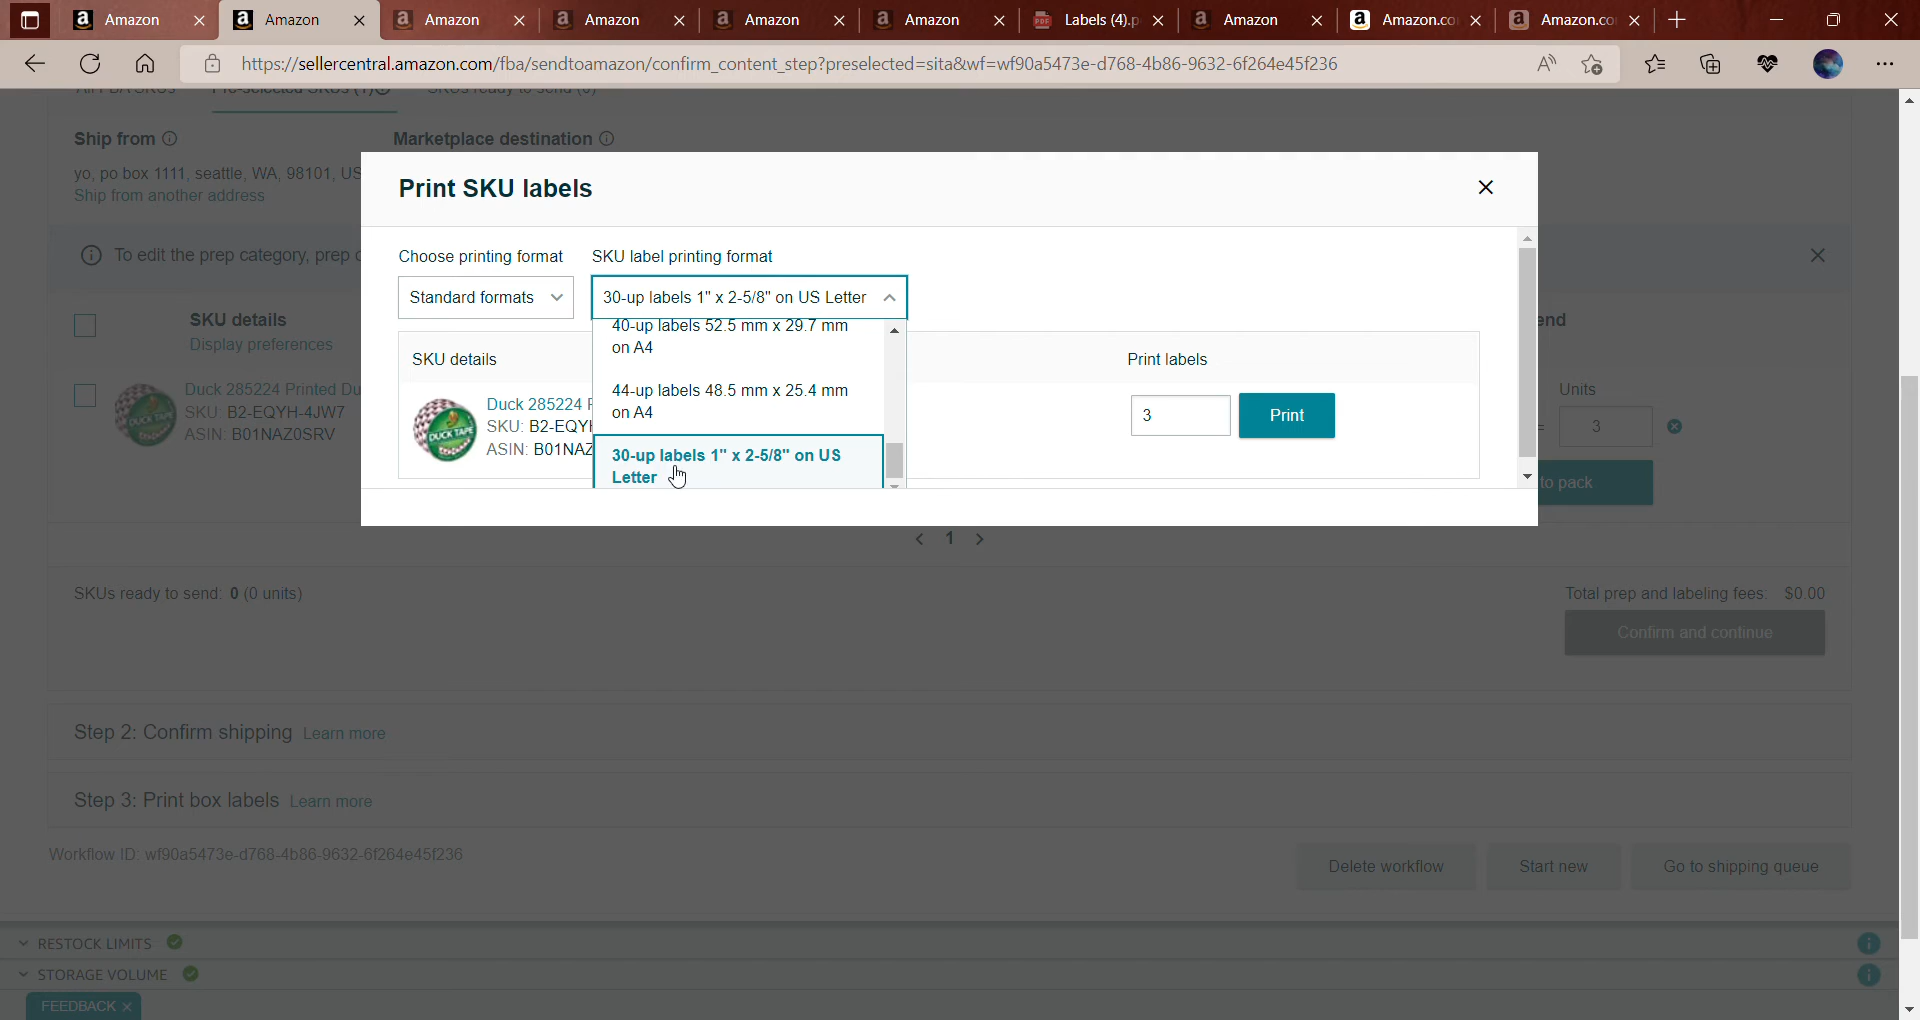 Amazon
Amazon
Amazon
Amazon
Amazon
Amazon
Labels (4).p
Amazon
Amazon.co
Amazon.co
https://sellercentral.amazon.com/fba/sendtoamazon/confirm_content_step?preselected=sita&wf=wf90a5473e-d768-4b86-9632-6f264e45f236
Ship from
Marketplace destination
yo, po box 1111, seattle, WA, 98101, US
Ship from another address
Print SKU labels
To edit the prep category, prep
Choose printing format
SKU label printing format
Standard formats
30-up labels 1" x 2-5/8" on US Letter
40-up labels 52.5 mm x 29.7 mm
on A4
44-up labels 48.5 mm x 25.4 mm
on A4
30-up labels 1" x 2-5/8" on US
Letter
SKU details
Print labels
Duck 285224
SKU: B2-EQY
ASIN: B01NAZ
DUCK TAPE
3
Print
SKU details
Display preferences
end
Duck 285224 Printed Du
SKU: B2-EQYH-4JW7
ASIN: B01NAZ0SRV
DUCK TAPE
Units
=
3
to pack
1
SKUs ready to send: 0 (0 units)
Total prep and labeling fees: $0.00
Confirm and continue
Step 2: Confirm shipping Learn more
Step 3: Print box labels Learn more
Workflow ID: wf90a5473e-d768-4b86-9632-6f264e45f236
Delete workflow
Start new
Go to shipping queue
RESTOCK LIMITS
STORAGE VOLUME
FEEDBACK